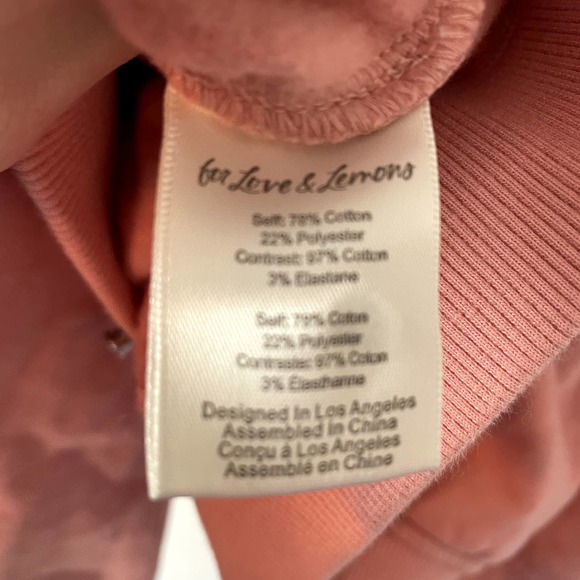 for Love & Lemons
Self: 78% Cotton
22% Polyester
Contrast: 97% Cotton
3% Elastane
Self: 78% Coton
22% Polyester
Contraste: 97% Coton
3% Elasthanne
Designed In Los Angeles
Assembled In China
Conçu à Los Angeles
Assemblé en China